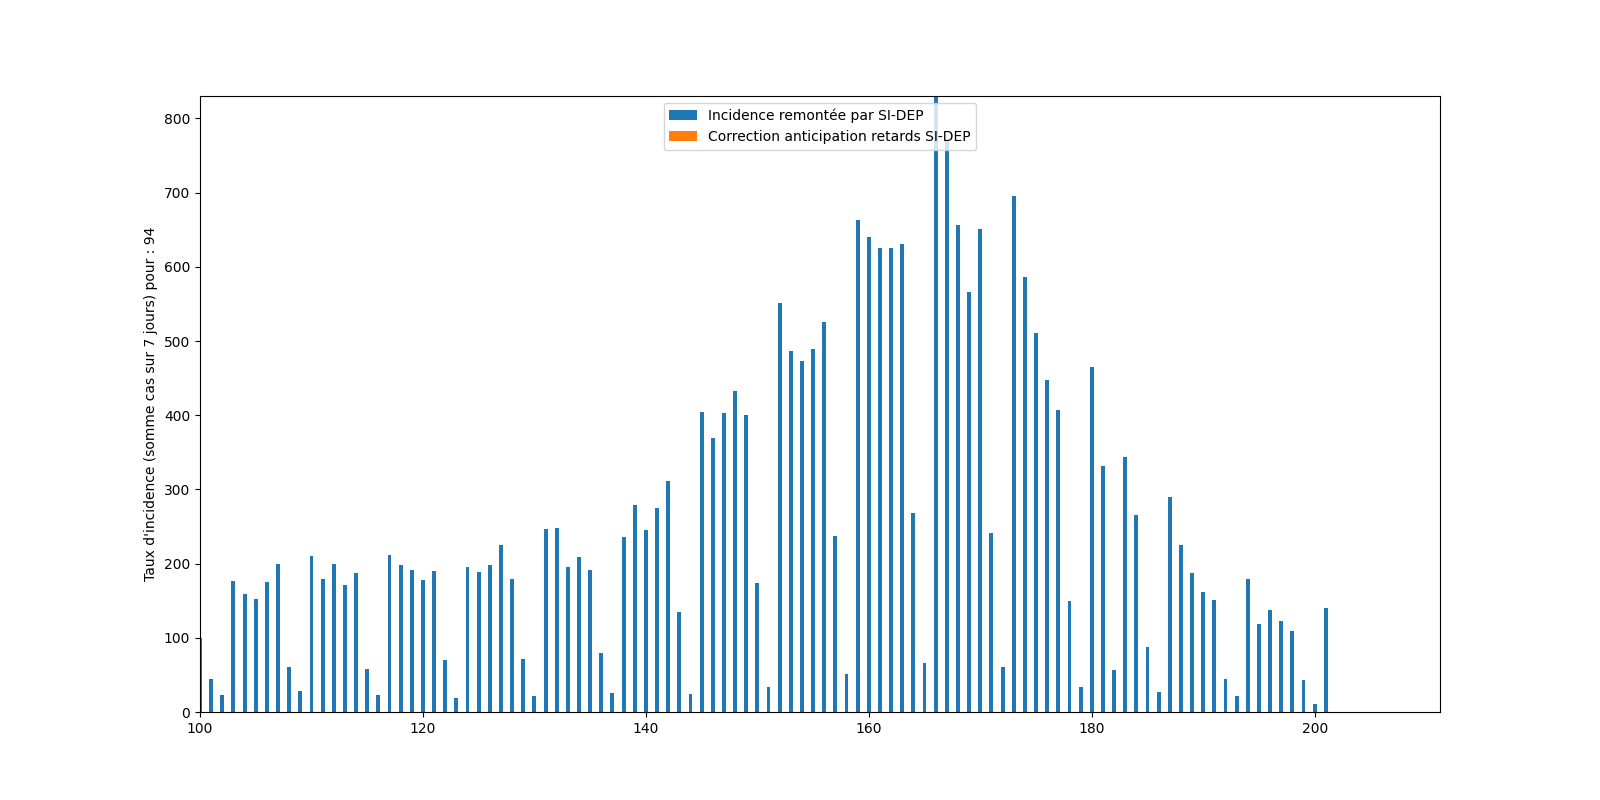 Incidence remontée par SI-DEP
Correction anticipation retards SI-DEP
Taux d'incidence (somme cas sur 7 jours) pour : 94
800
700
600
500
400
300
200
100
0
100 120 140 160 180 200